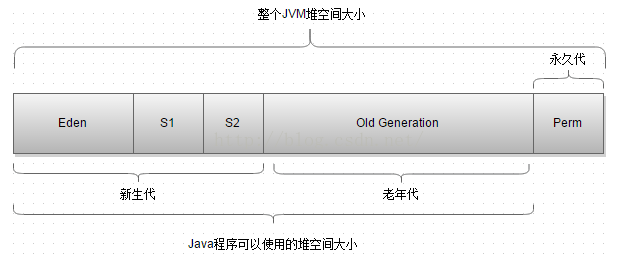 整个JVM堆空间大小
永久代
Eden
S1
S2
Old Generation
Perm
新生代
老年代
Java程序可以使用的堆空间大小